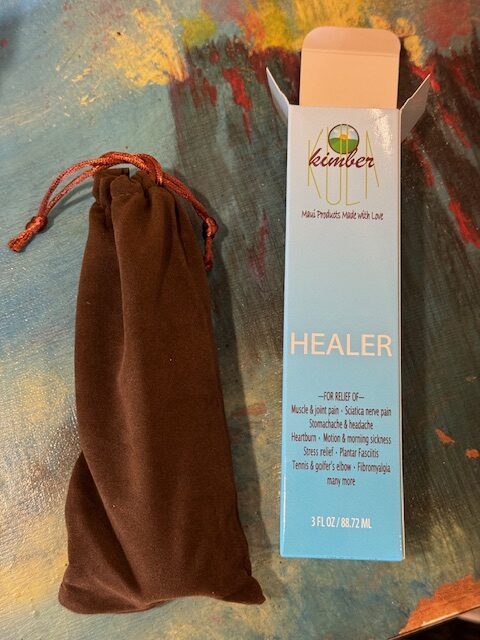 KULA
kimber
Maui Products Made with Love
HEALER
—FOR RELIEF OF—
Muscle & joint pain • Sciatica nerve pain
Stomachache & headache
Heartburn • Motion & morning sickness
Stress relief • Plantar Fasciitis
Tennis & golfer's elbow • Fibromyalgia
many more
3 FL OZ / 88.72 ML